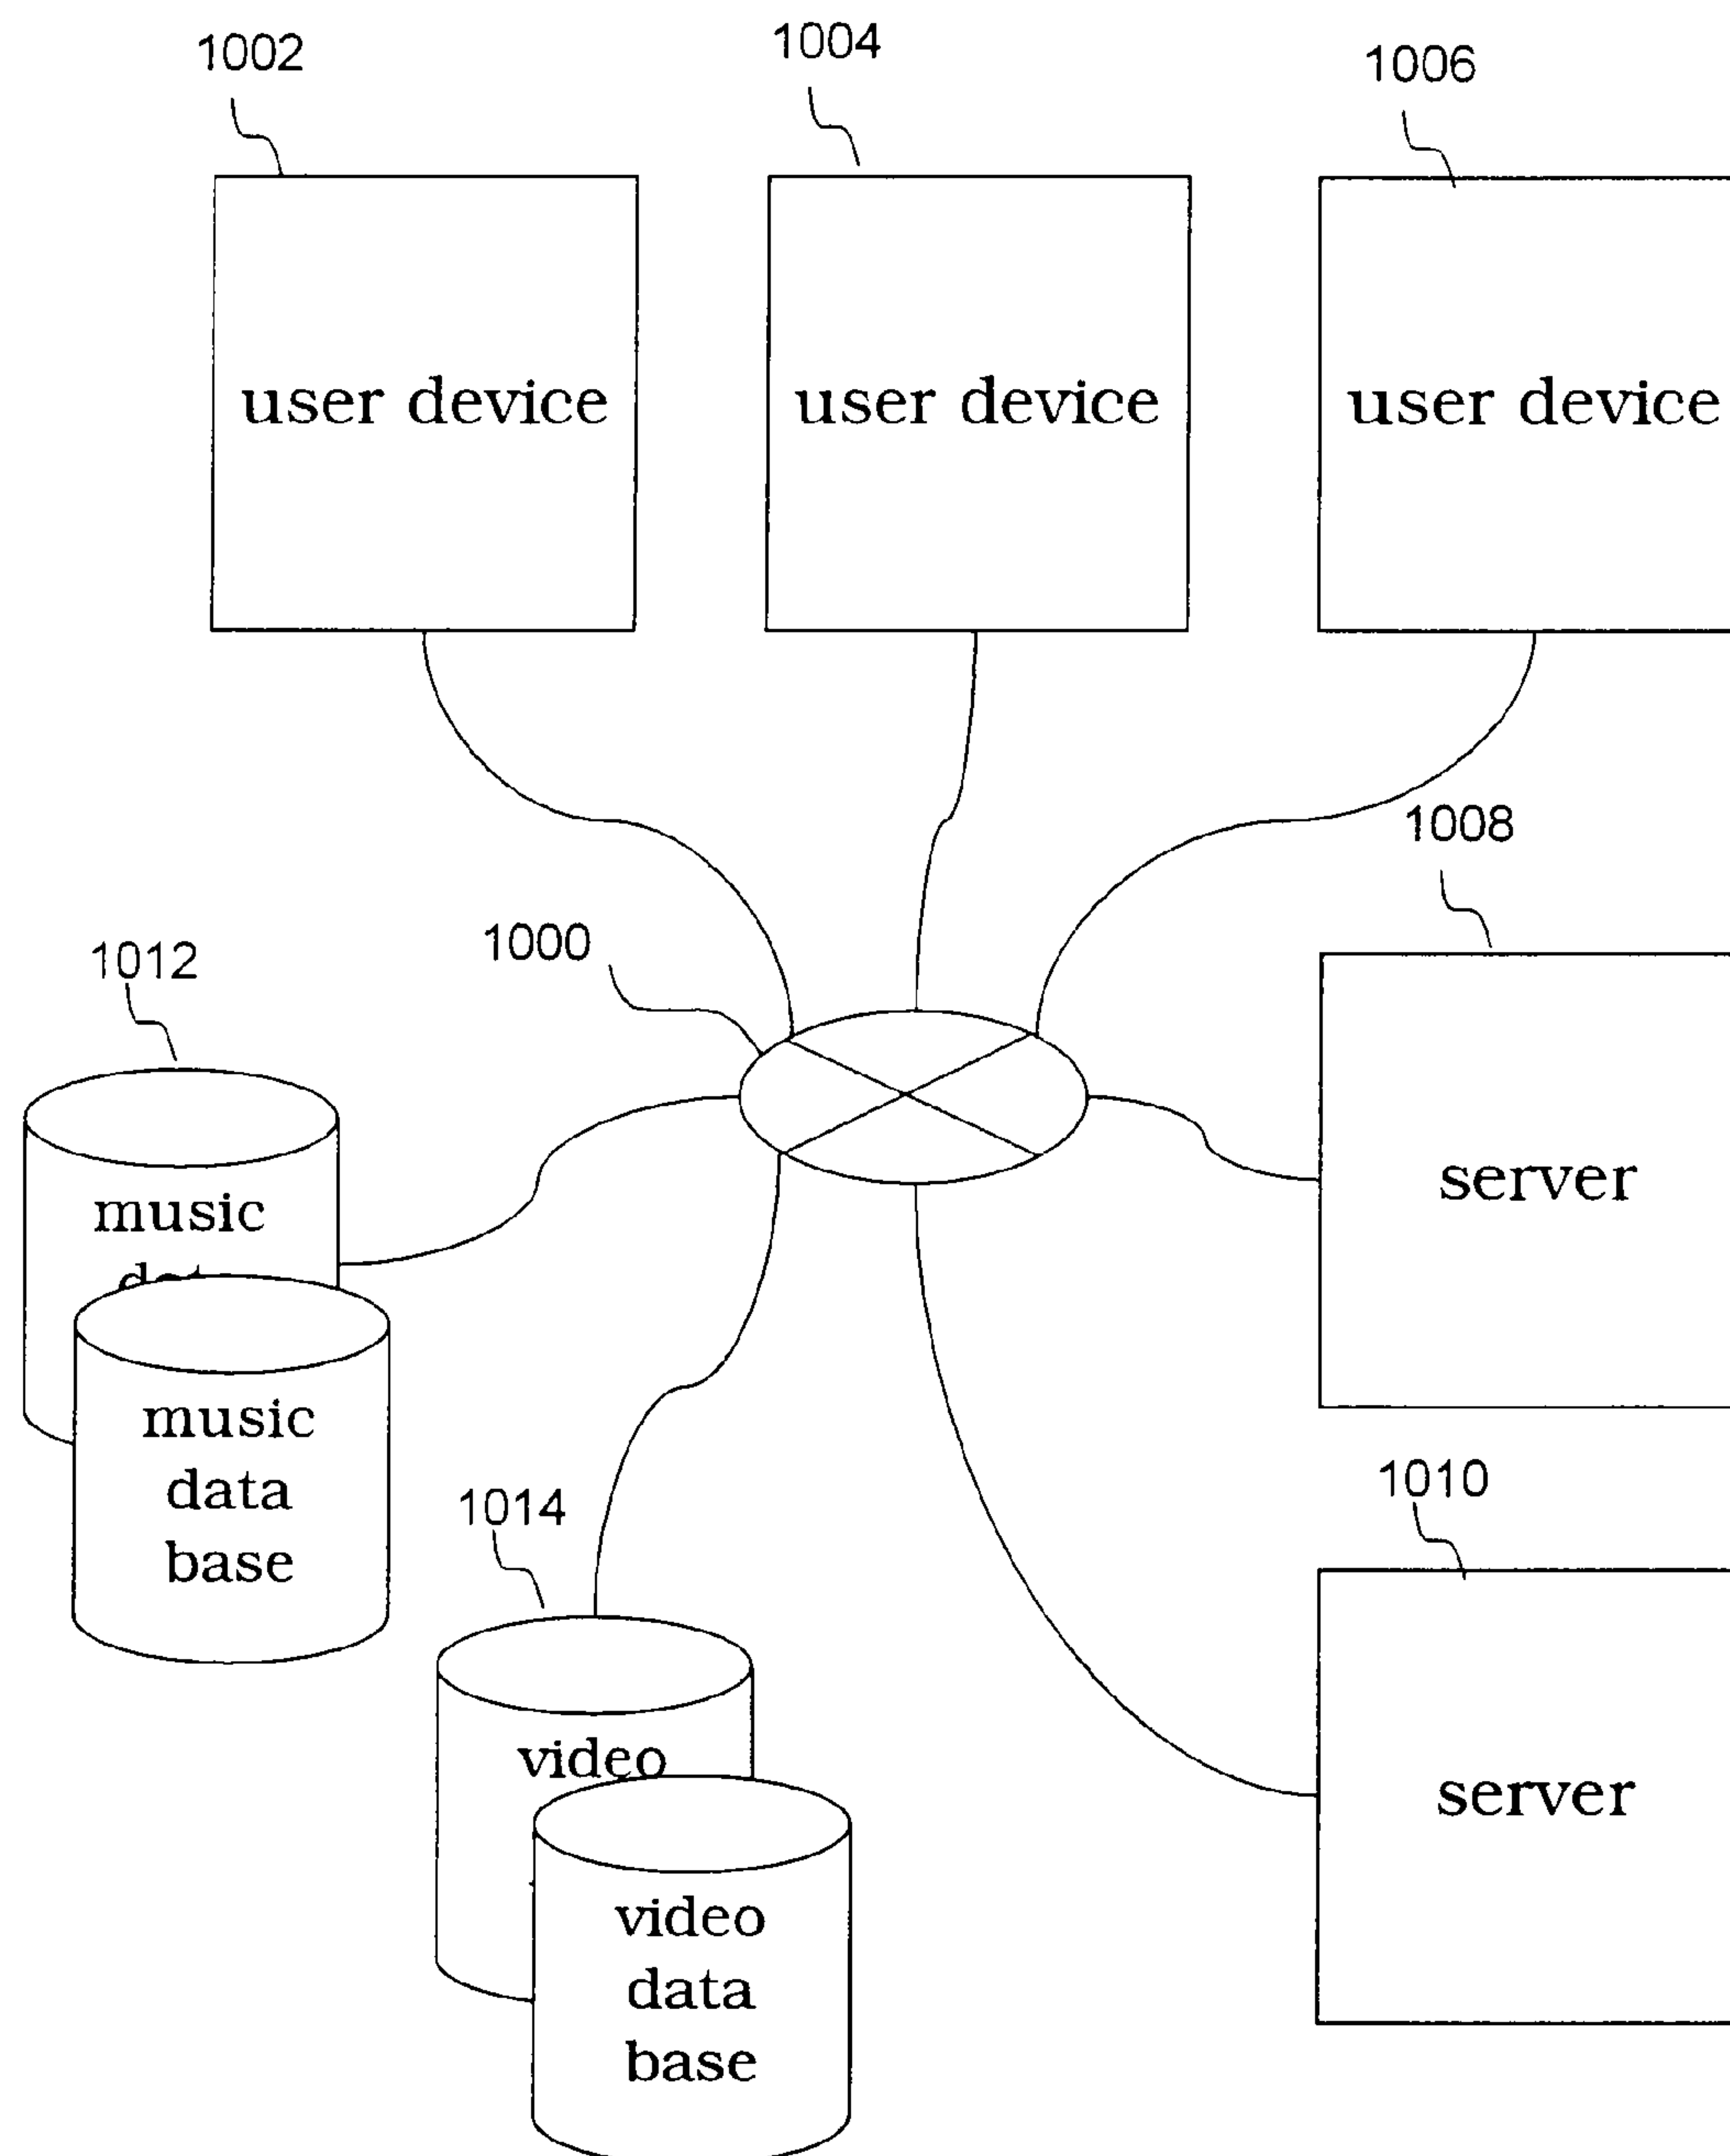 1002
1004
1006
user device
user device
user device
1008
1000
1012
server
music
music
data
base
1010
1014
server
video
video
data
base